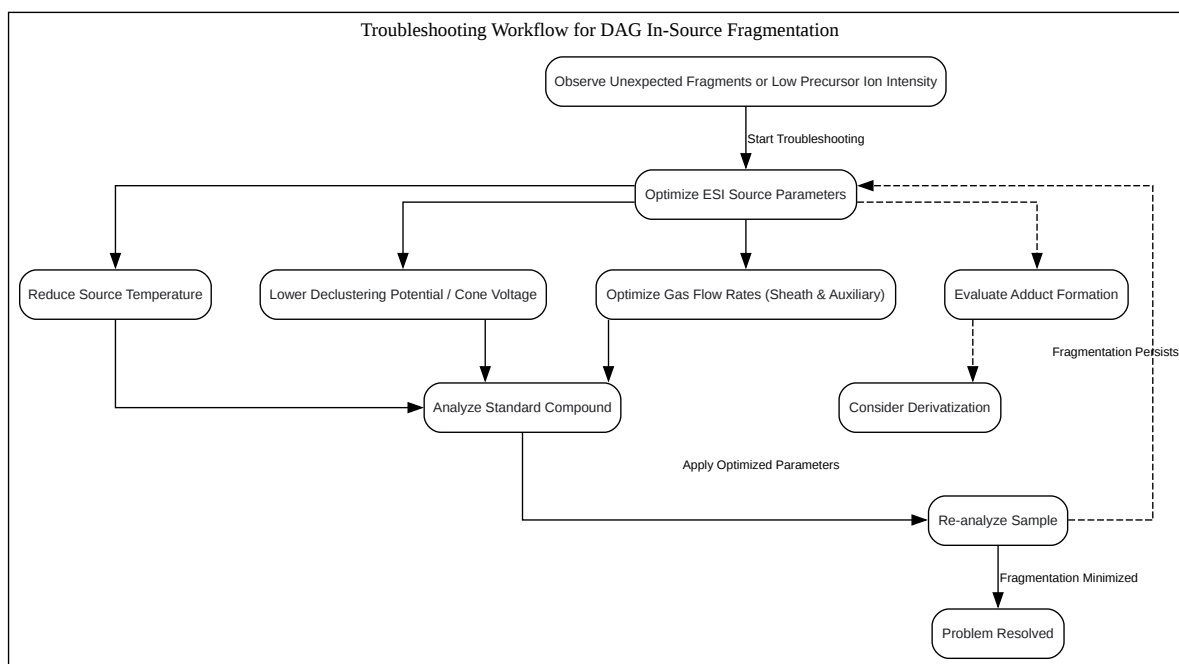 Troubleshooting Workflow for DAG In-Source Fragmentation
Observe Unexpected Fragments or Low Precursor Ion Intensity
Start Troubleshooting
Optimize ESI Source Parameters
Reduce Source Temperature
Lower Declustering Potential / Cone Voltage
Optimize Gas Flow Rates (Sheath & Auxiliary)
Evaluate Adduct Formation
Fragmentation Persists
Analyze Standard Compound
Consider Derivatization
Apply Optimized Parameters
Re-analyze Sample
Fragmentation Minimized
Problem Resolved